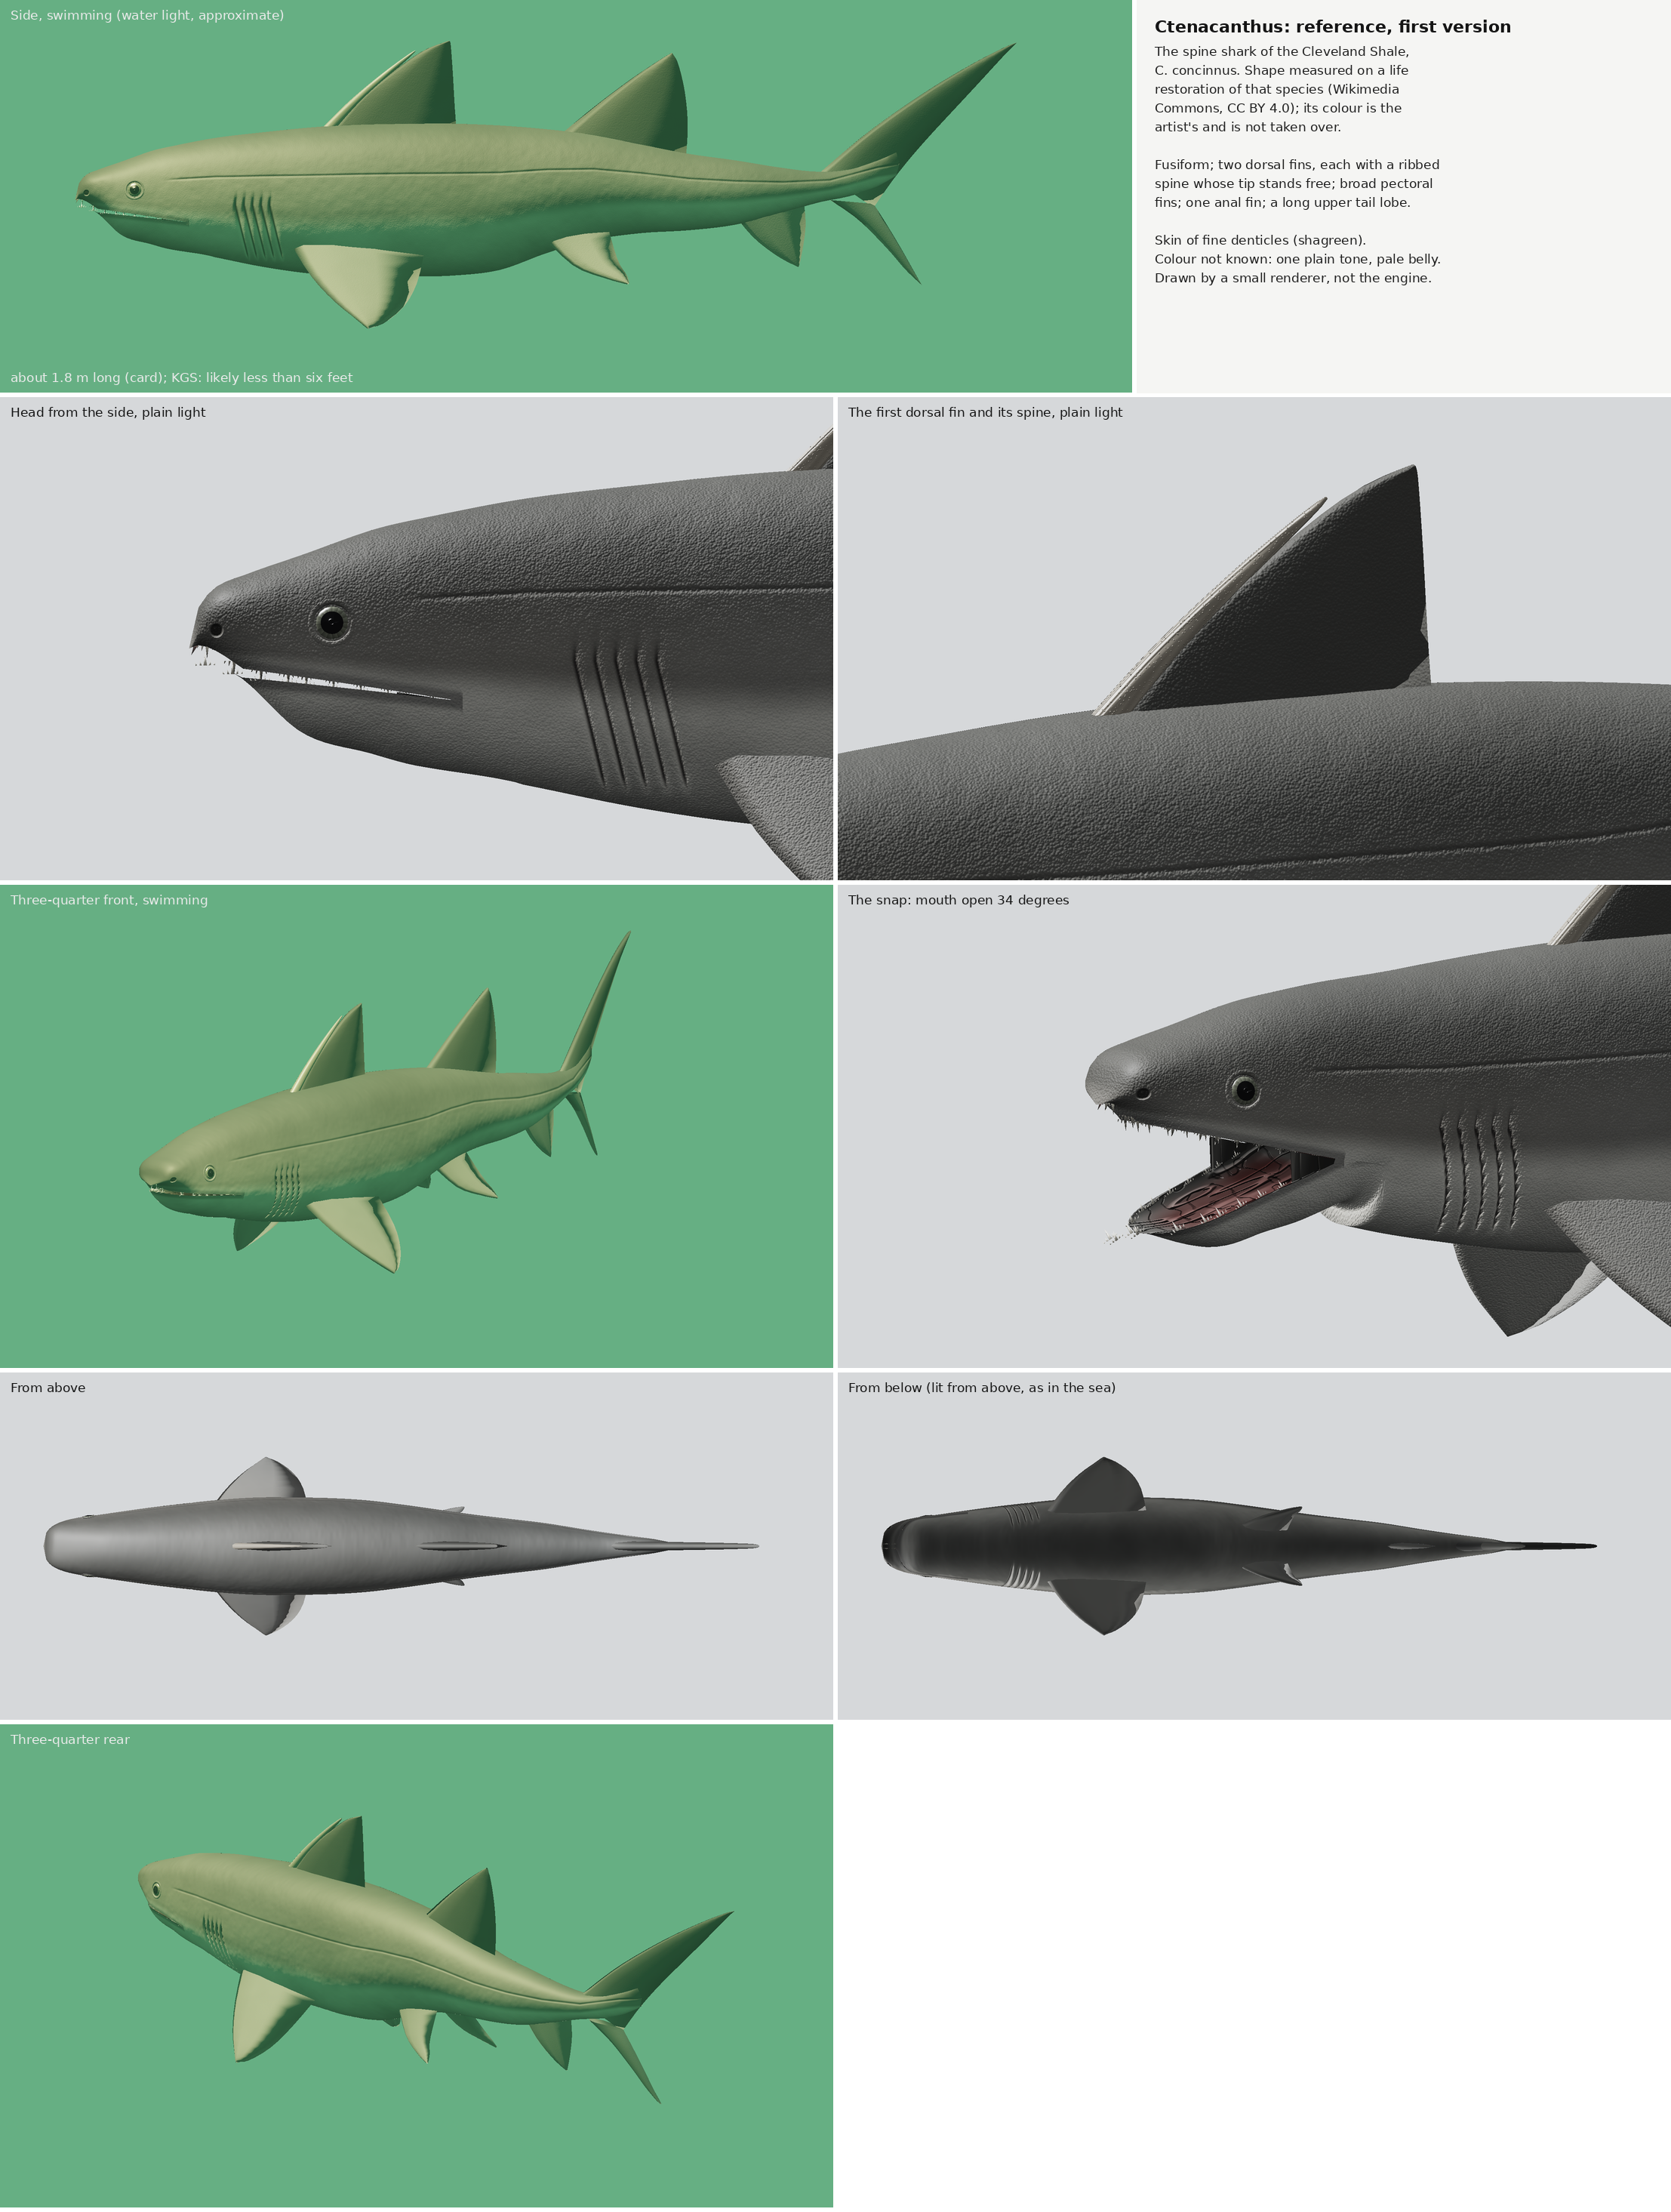 Side, swimming (water light, approximate)
about 1.8 m long (card); KGS: likely less than six feet
Ctenacanthus: reference, first version
The spine shark of the Cleveland Shale,
C. concinnus. Shape measured on a life
restoration of that species (Wikimedia
Commons, CC BY 4.0); its colour is the
artist's and is not taken over.
Fusiform; two dorsal fins, each with a ribbed
spine whose tip stands free; broad pectoral
fins; one anal fin; a long upper tail lobe.
Skin of fine denticles (shagreen).
Colour not known: one plain tone, pale belly.
Drawn by a small renderer, not the engine.
Head from the side, plain light
The first dorsal fin and its spine, plain light
Three-quarter front, swimming
The snap: mouth open 34 degrees
From above
From below (lit from above, as in the sea)
Three-quarter rear